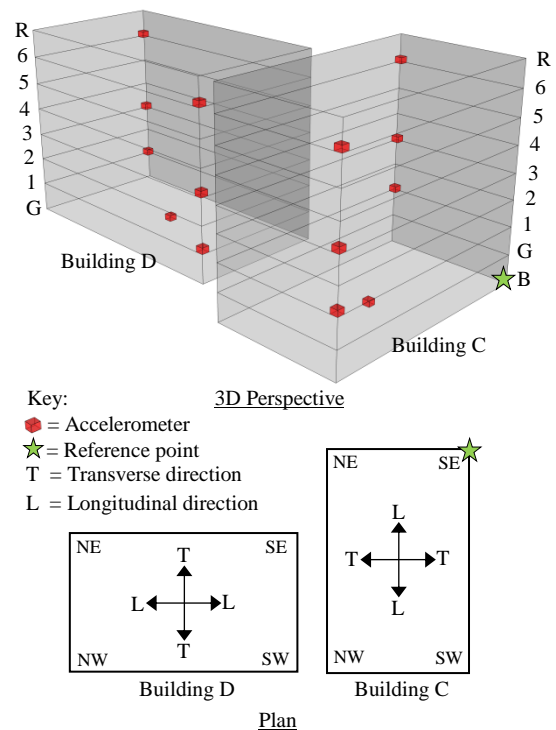 R
6
5
4
3
2
1
G
Building D
R
6
5
4
3
2
1
G
B
Building C
3D Perspective
Key:
= Accelerometer
= Reference point
T = Transverse direction
L = Longitudinal direction
NE SE
T
L L
T
NW SW
Building D
NE SE
L
T T
L
NW SW
Building C
Plan